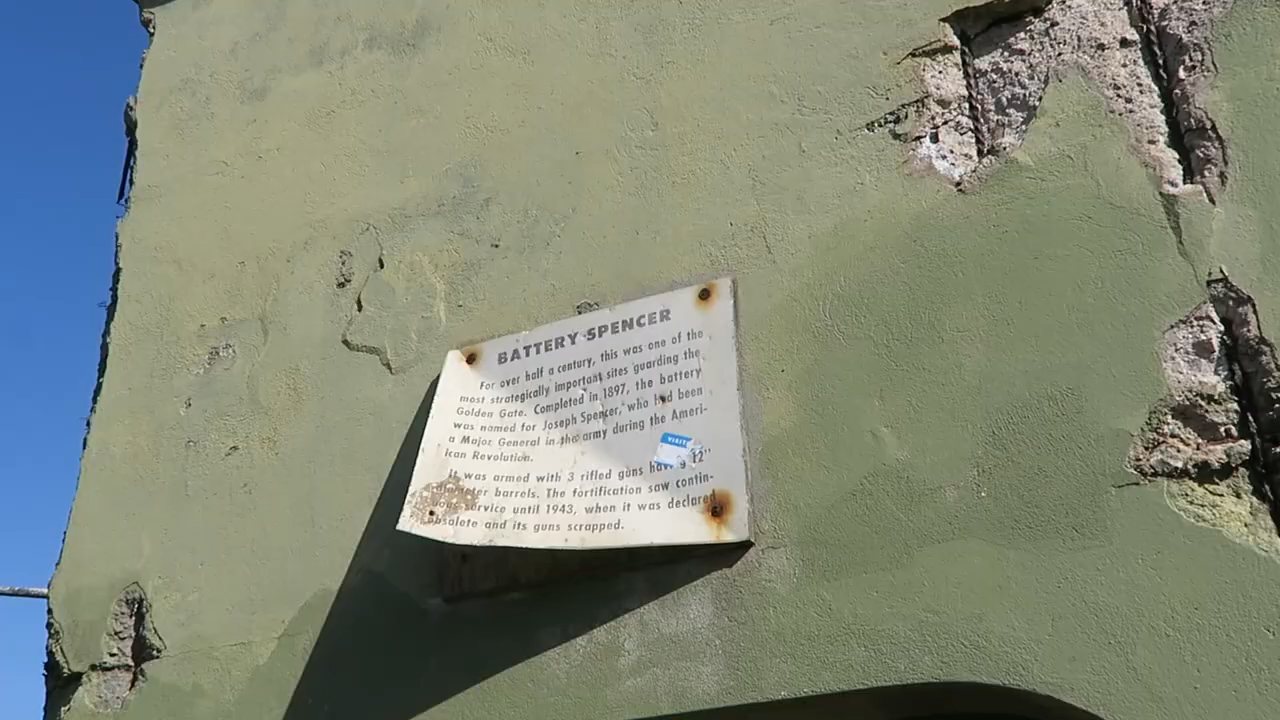 BATTERY SPENCER
For over half a century, this was one of the
most strategically important sites guarding the
Golden Gate. Completed in 1897, the battery
was named for Joseph Spencer, who had been
a Major General in the army during the Ameri-
ican Revolution.
It was armed with 3 rifled guns having 12"
diameter barrels. The fortification saw contin-
uous service until 1943, when it was declared
obsolete and its guns scrapped.
VISIT